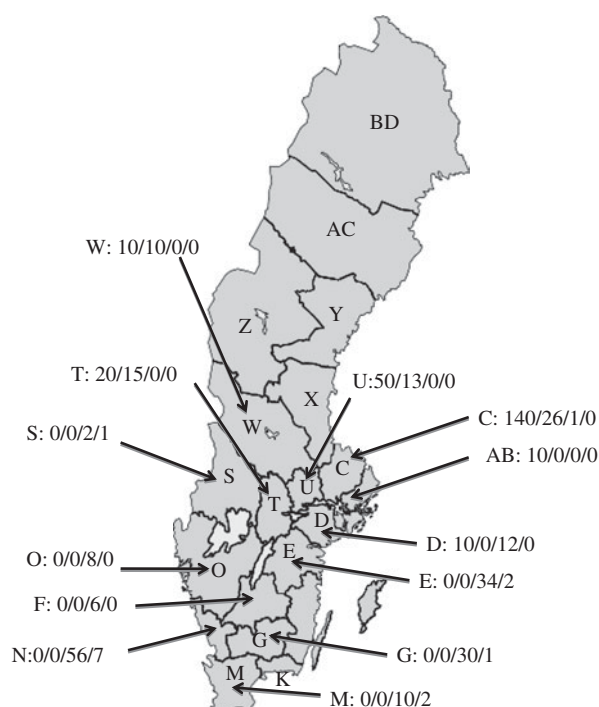 BD
AC
W: 10/10/0/0
Y
Z
T: 20/15/0/0
U:50/13/0/0
X
C: 140/26/1/0
W
S: 0/0/2/1
AB: 10/0/0/0
C
S
U
T
D
D: 10/0/12/0
E
O: 0/0/8/0
O
E: 0/0/34/2
F: 0/0/6/0
N:0/0/56/7
G
G: 0/0/30/1
M
K
M: 0/0/10/2